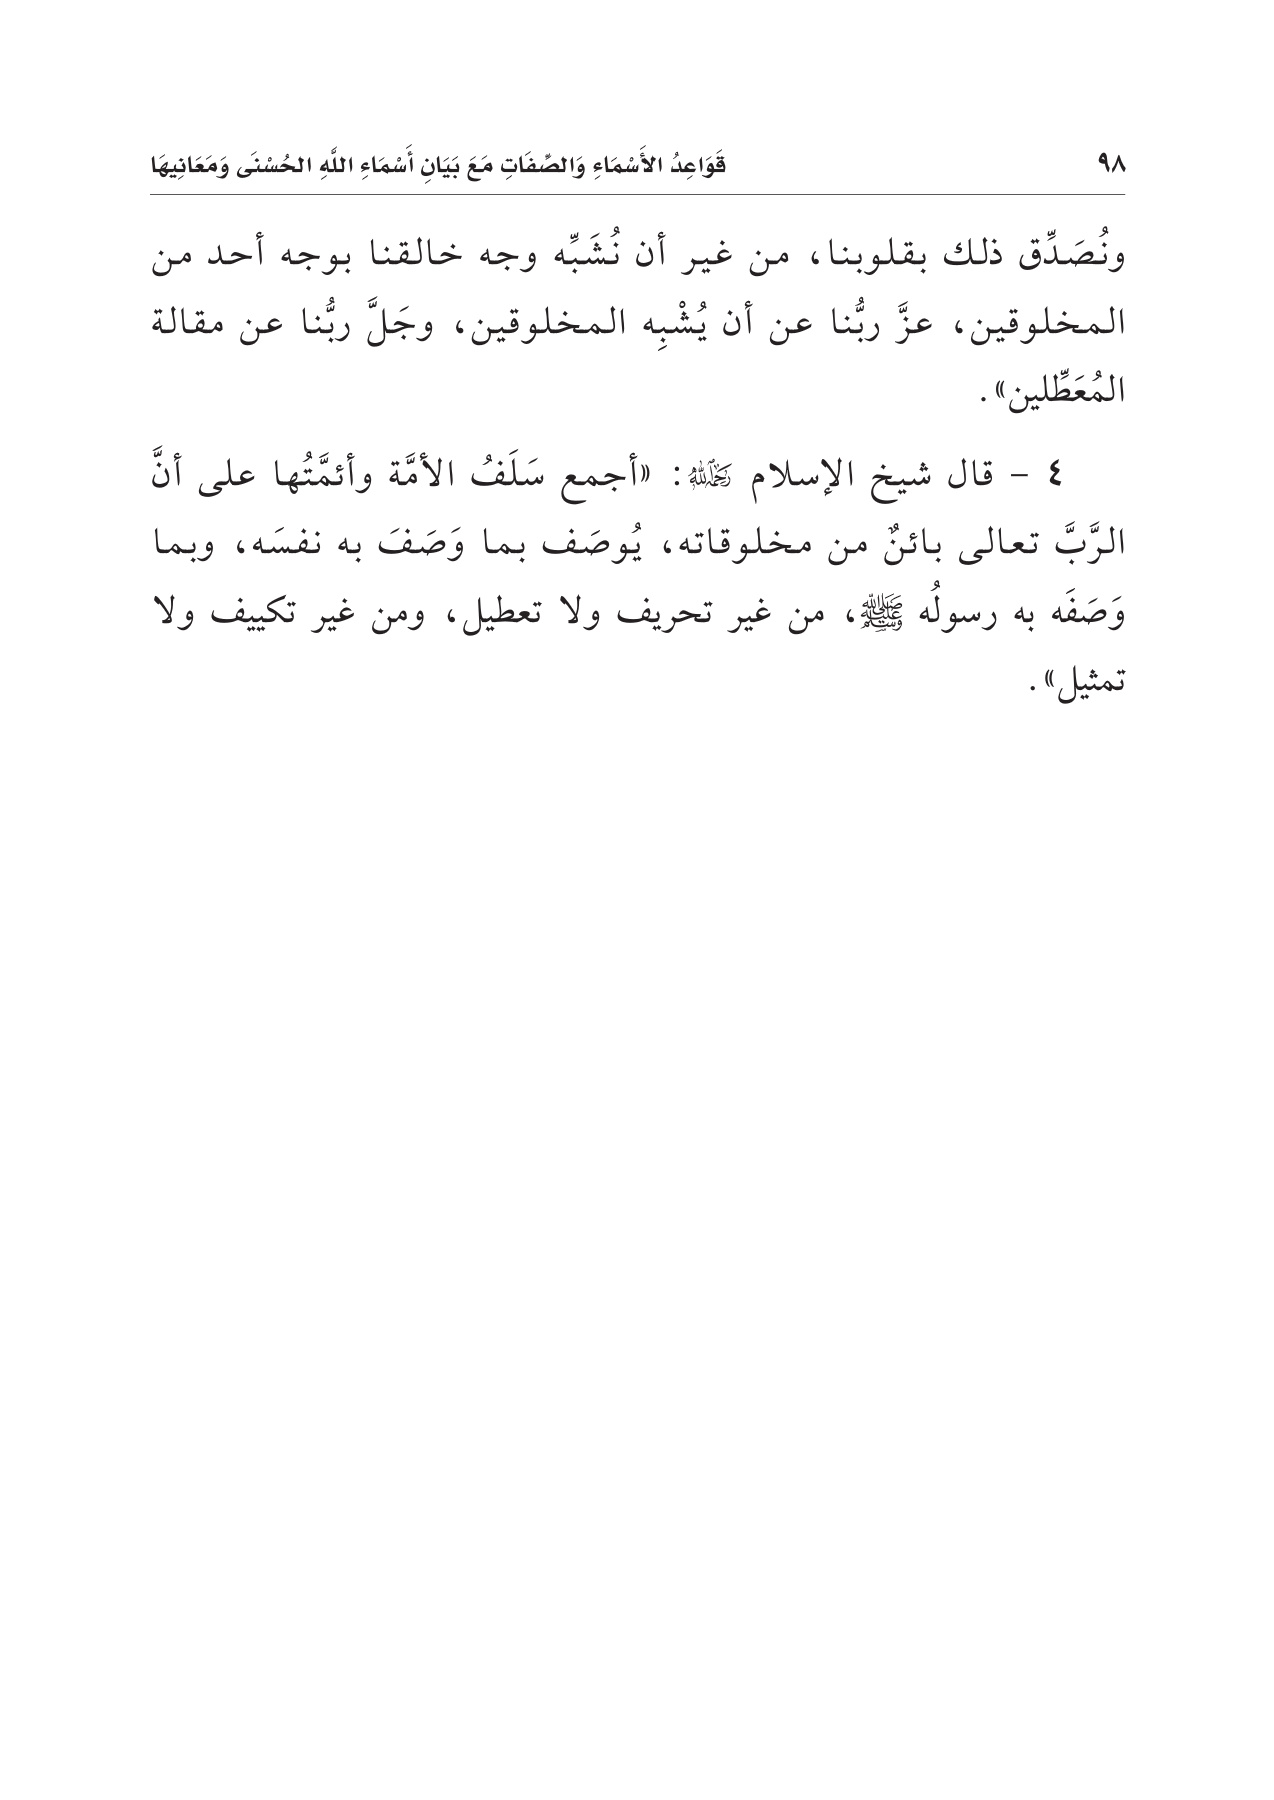 ٩٨ قَوَاعِدُ الأَسْمَاءِ وَالصِّفَاتِ مَعَ بَيَانِ أَسْمَاءِ اللَّهِ الحُسْنَى وَمَعَانِيهَا
ونُصَدِّق ذلك بقلوبنا، من غير أن نُشَبِّه وجه خالقنا بوجه أحد من
المخلوقين، عزَّ ربُّنا عن أن يُشْبِه المخلوقين، وجَلَّ ربُّنا عن مقالة
المُعَطِّلين».
٤ – قال شيخ الإسلام رحمه الله: «أجمع سَلَفُ الأمَّة وأئمَّتُها على أنَّ
الرَّبَّ تعالى بائنٌ من مخلوقاته، يُوصَف بما وَصَفَ به نفسَه، وبما
وَصَفَه به رسولُه ﷺ، من غير تحريف ولا تعطيل، ومن غير تكييف ولا
تمثيل».